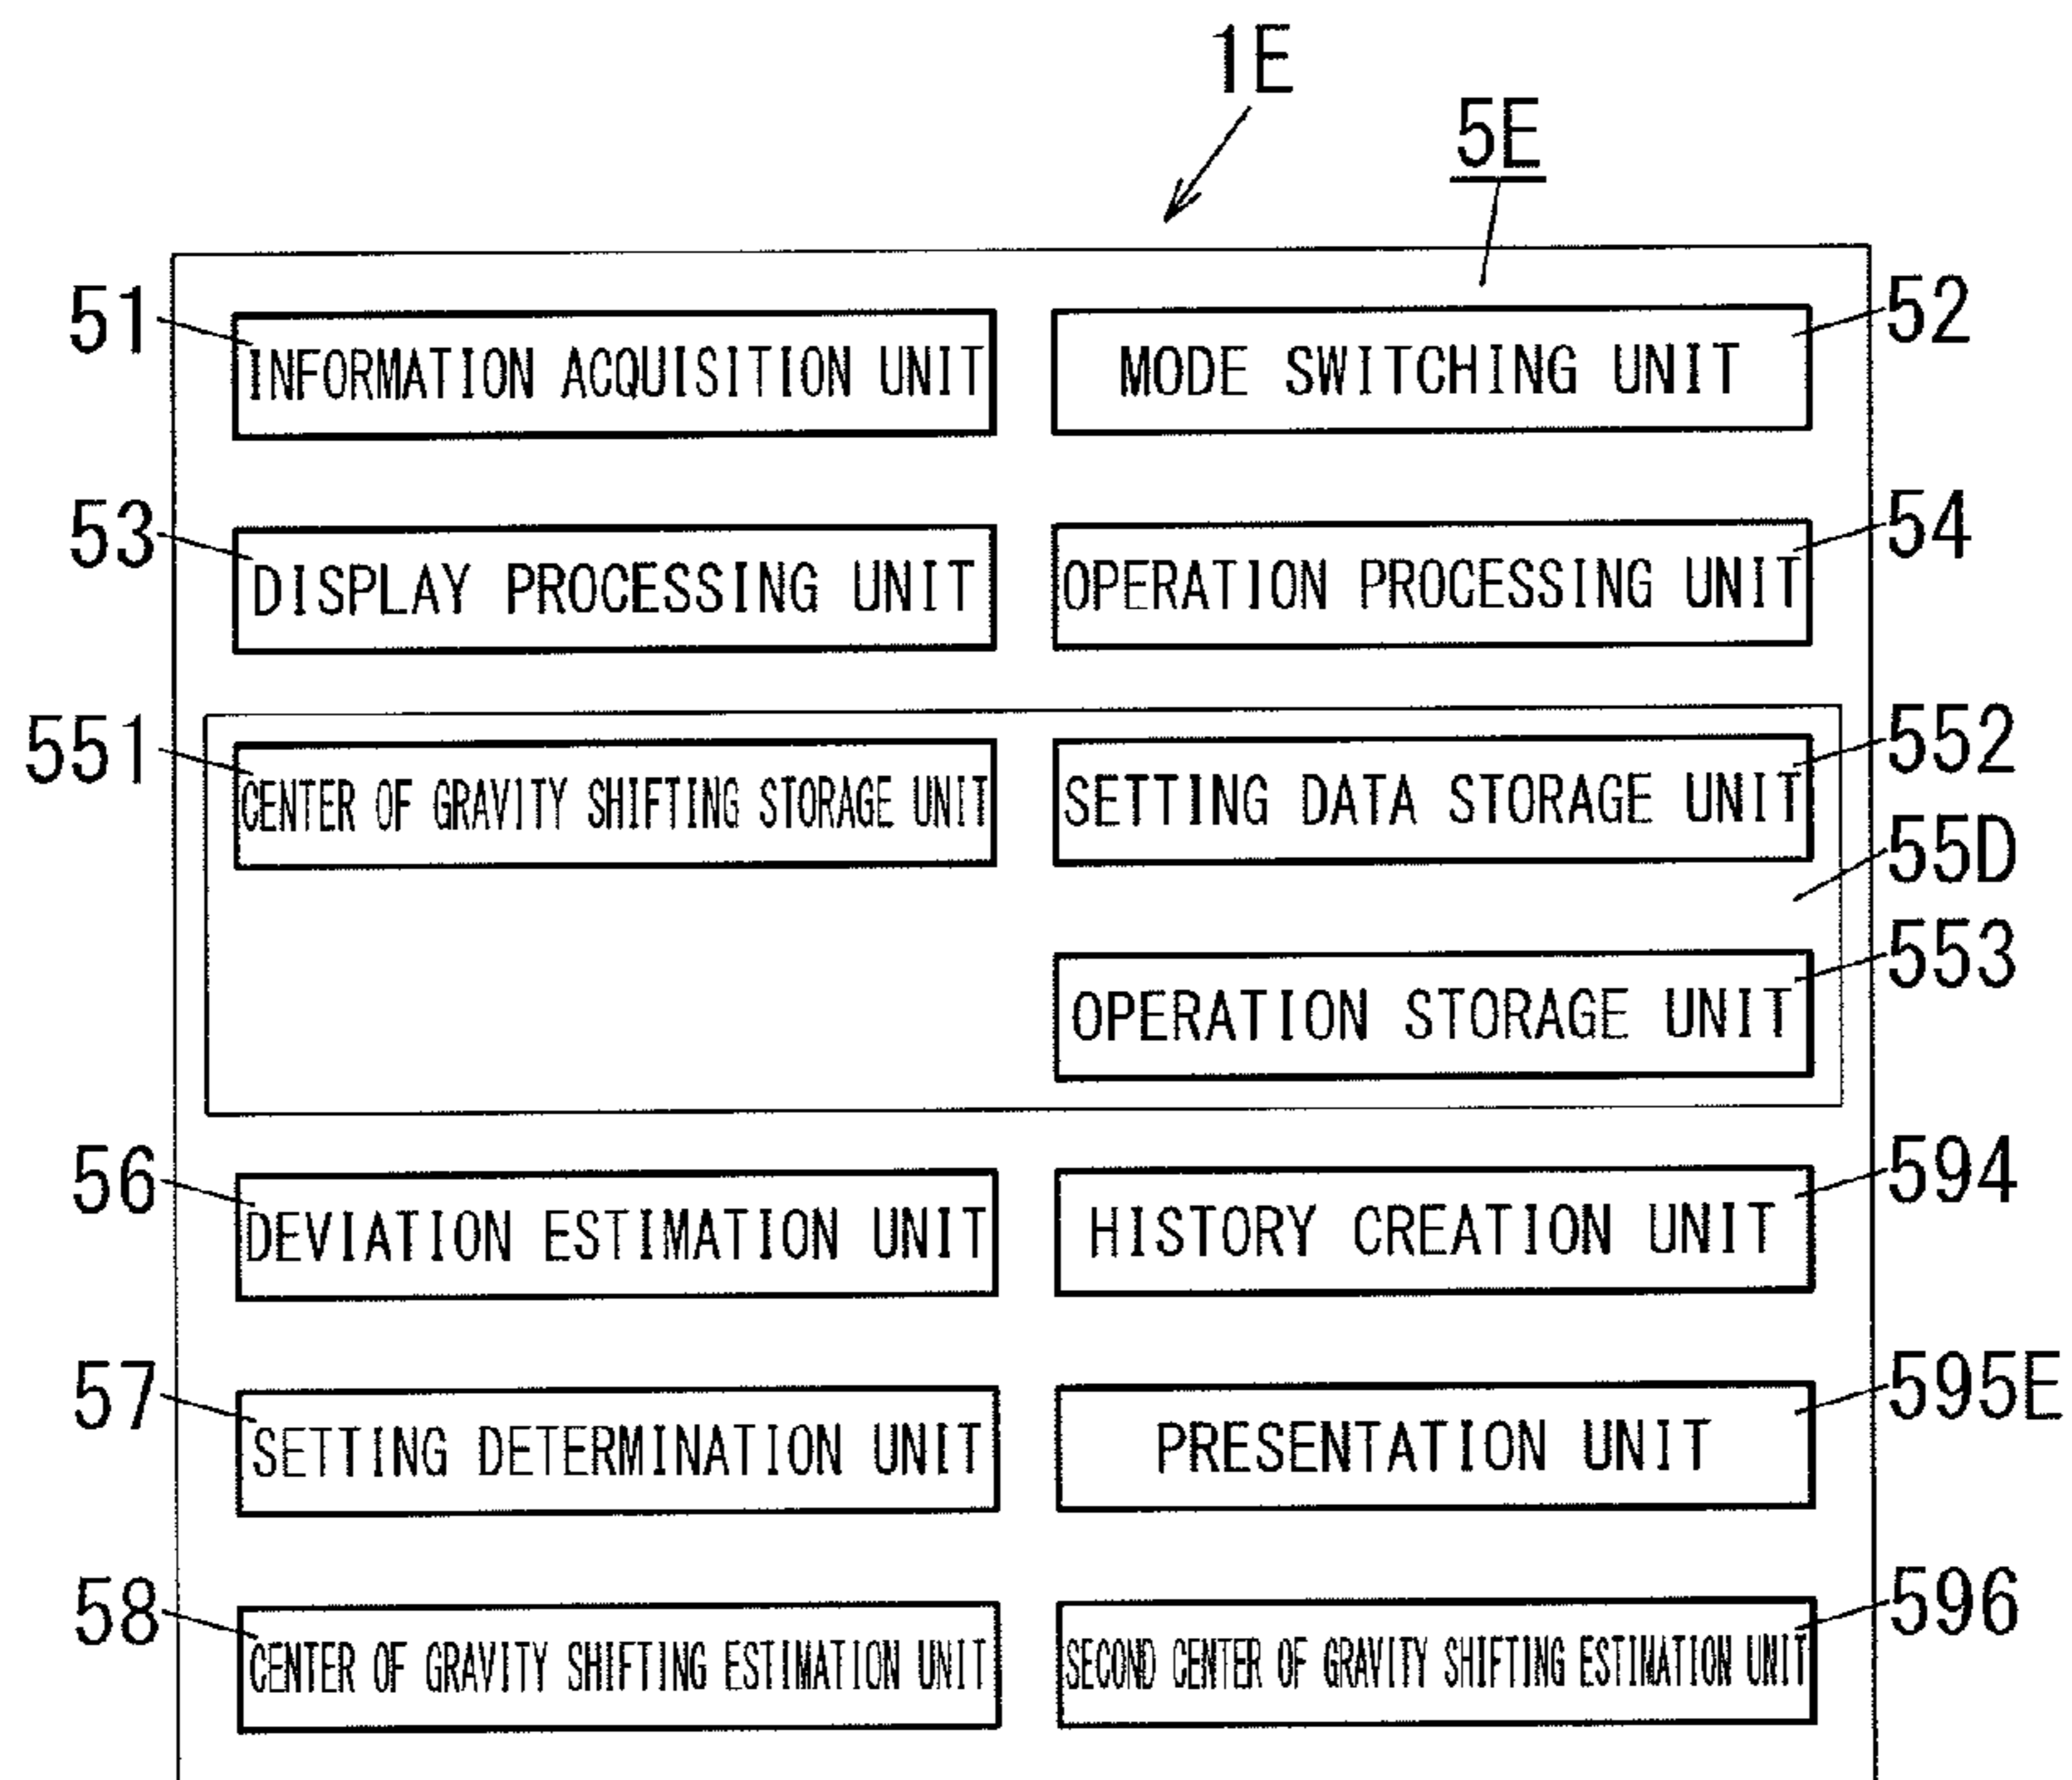 1E
5E
51
INFORMATION ACQUISITION UNIT
MODE SWITCHING UNIT
52
53
DISPLAY PROCESSING UNIT
OPERATION PROCESSING UNIT
54
551
CENTER OF GRAVITY SHIFTING STORAGE UNIT
SETTING DATA STORAGE UNIT
552
55D
OPERATION STORAGE UNIT
553
56
DEVIATION ESTIMATION UNIT
HISTORY CREATION UNIT
594
57
SETTING DETERMINATION UNIT
PRESENTATION UNIT
595E
58
CENTER OF GRAVITY SHIFTING ESTIMATION UNIT
SECOND CENTER OF GRAVITY SHIFTING ESTIMATION UNIT
596